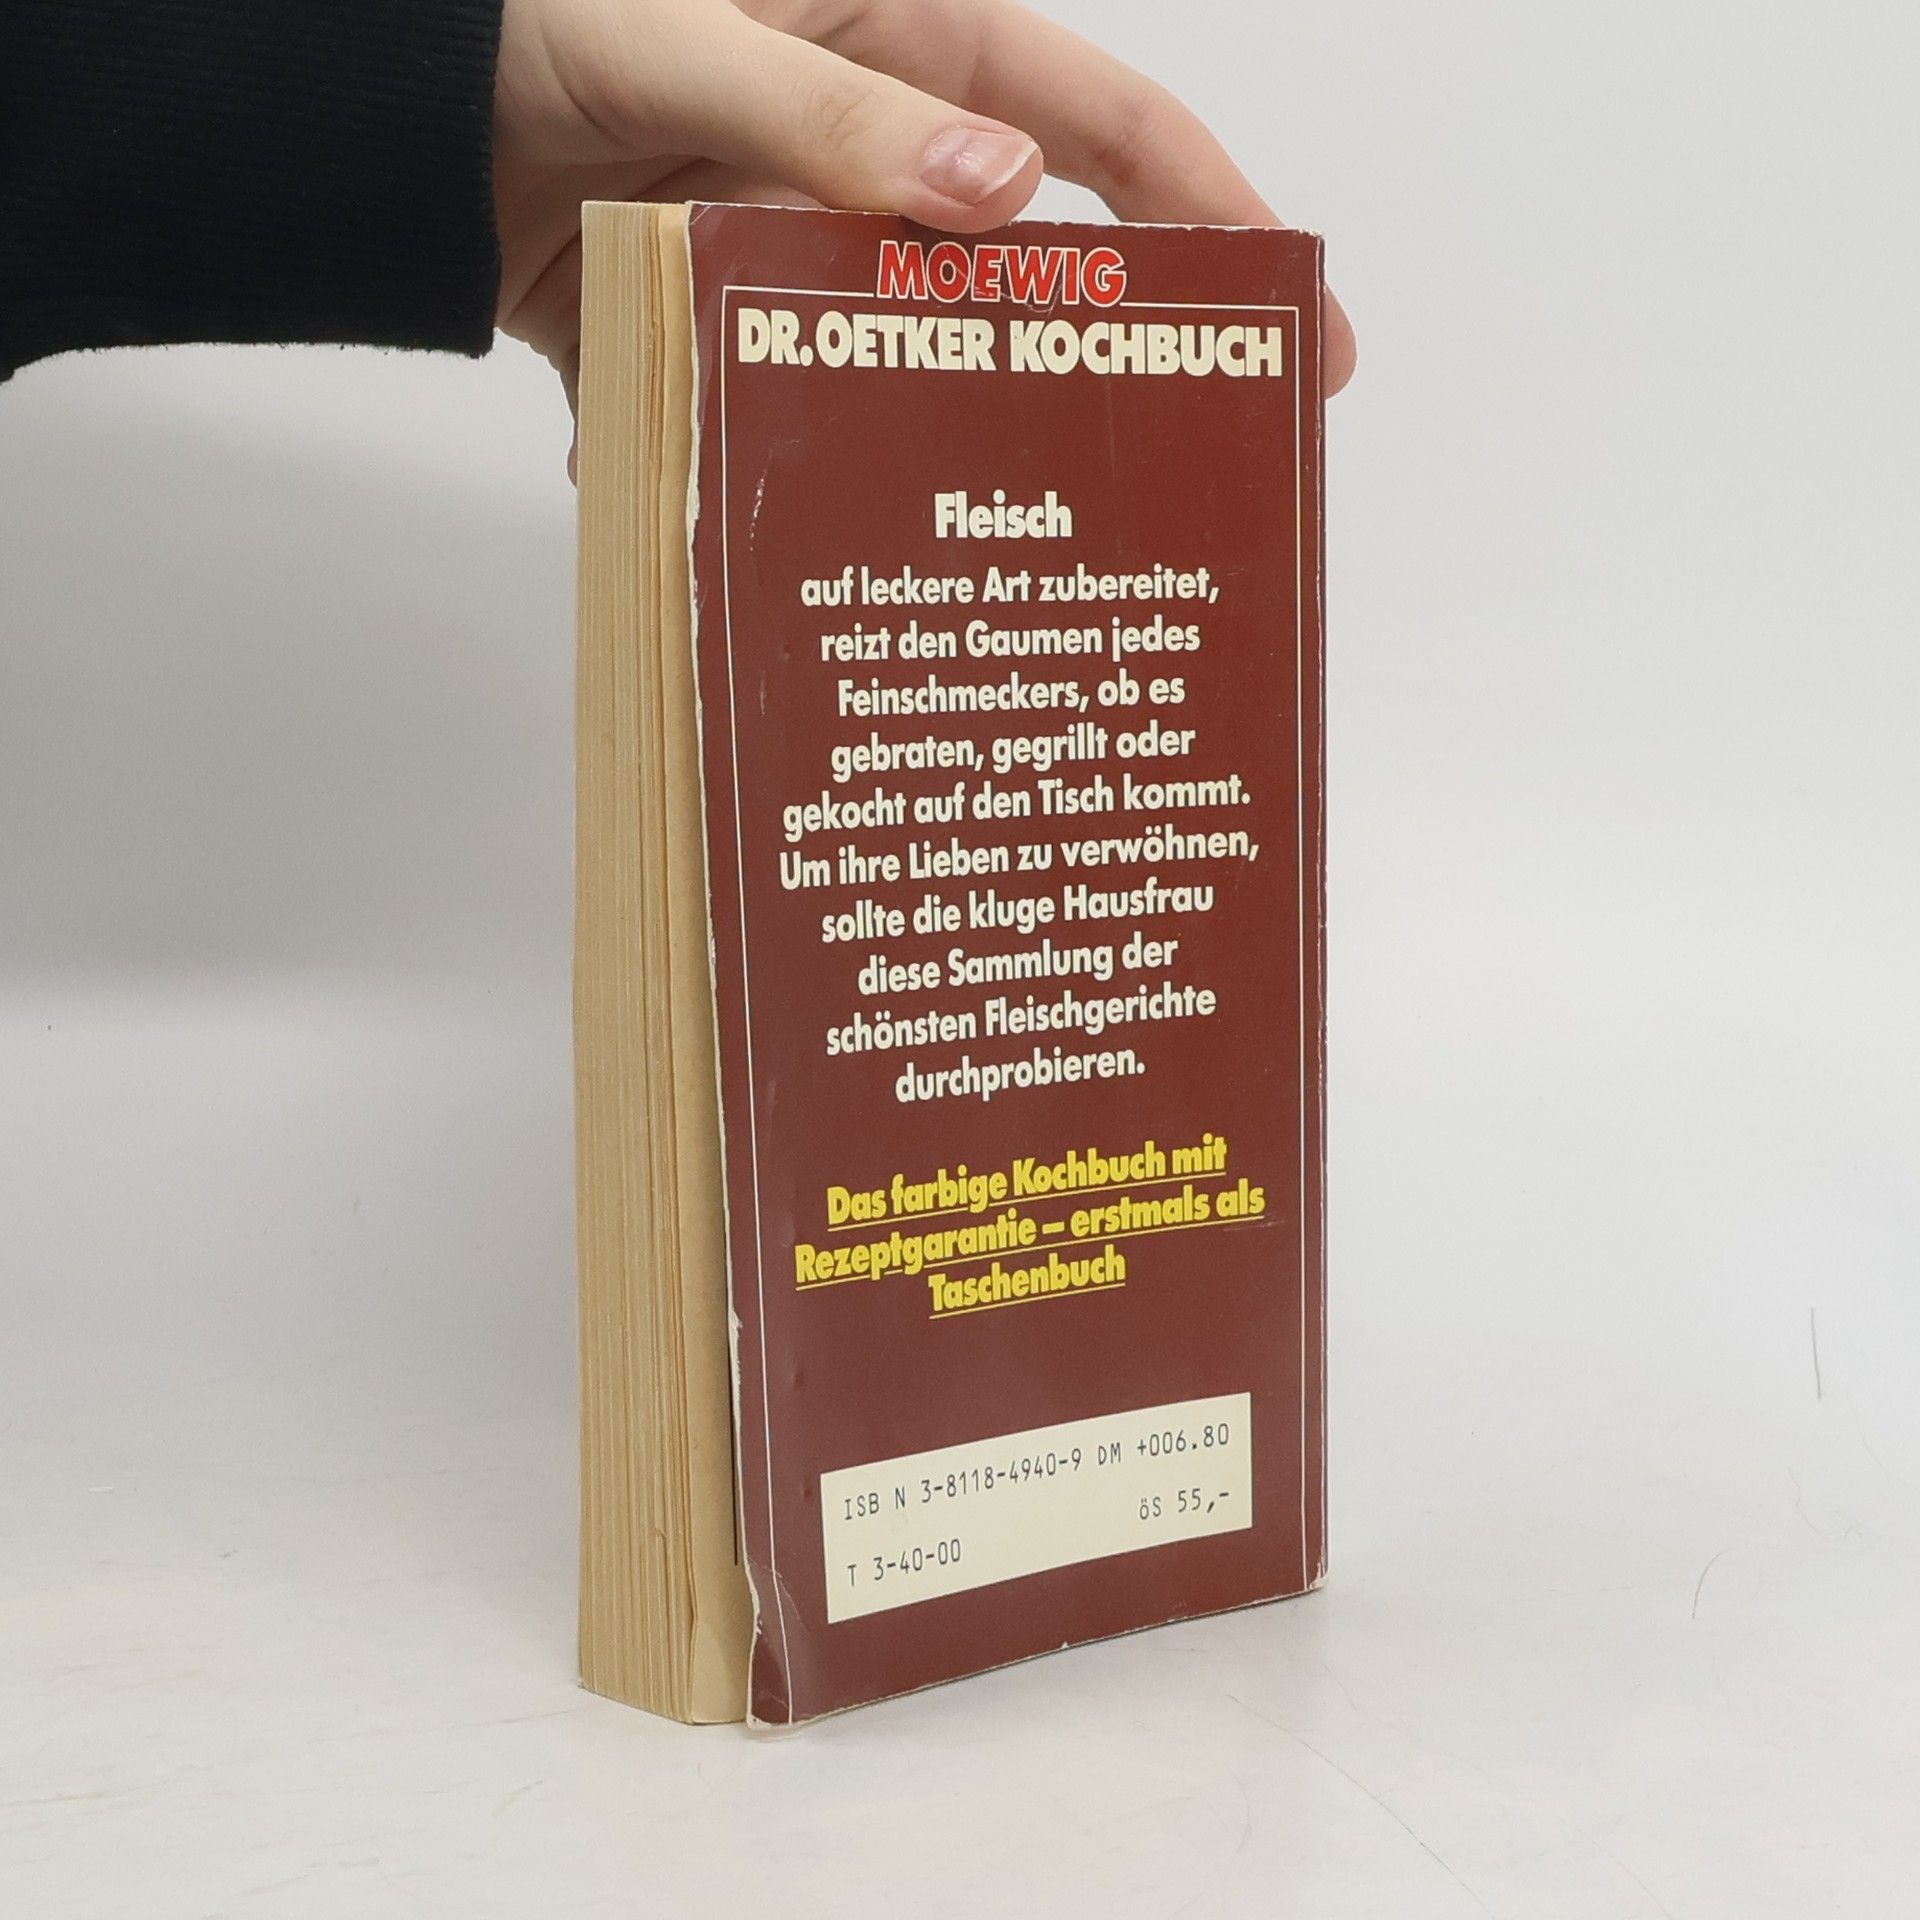 MOEWIG
DR. OETKER KOCHBUCH
Fleisch
auf leckere Art zubereitet,
reizt den Gaumen jedes
Feinschmeckers, ob es
gebraten, gegrillt oder
gekocht auf den Tisch kommt.
Um ihre Lieben zu verwöhnen,
sollte die kluge Hausfrau
diese Sammlung der
schönsten Fleischgerichte
durchprobieren.
Das farbige Kochbuch mit
Rezeptgarantie – erstmals als
Taschenbuch
ISB N 3-8118-4940-9 DM +006.80
öS 55,-
T 3-40-00